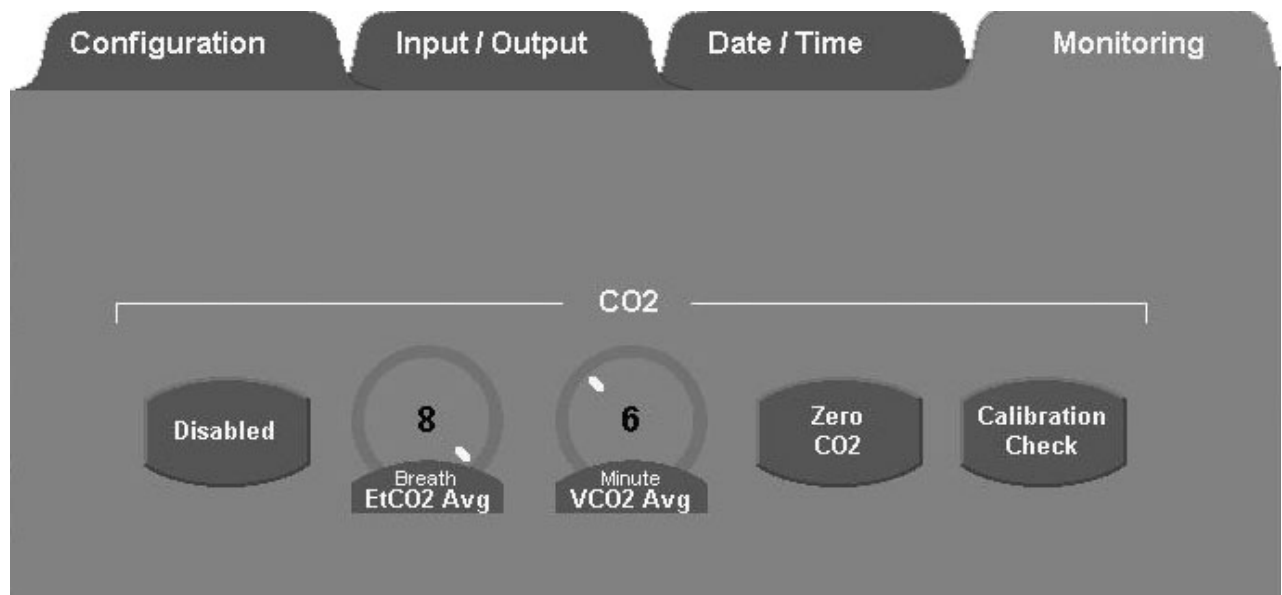 Configuration
Input / Output
Date / Time
Monitoring
CO2
Disabled
8
Breath
EtCO2 Avg
6
Minute
VCO2 Avg
Zero
CO2
Calibration
Check